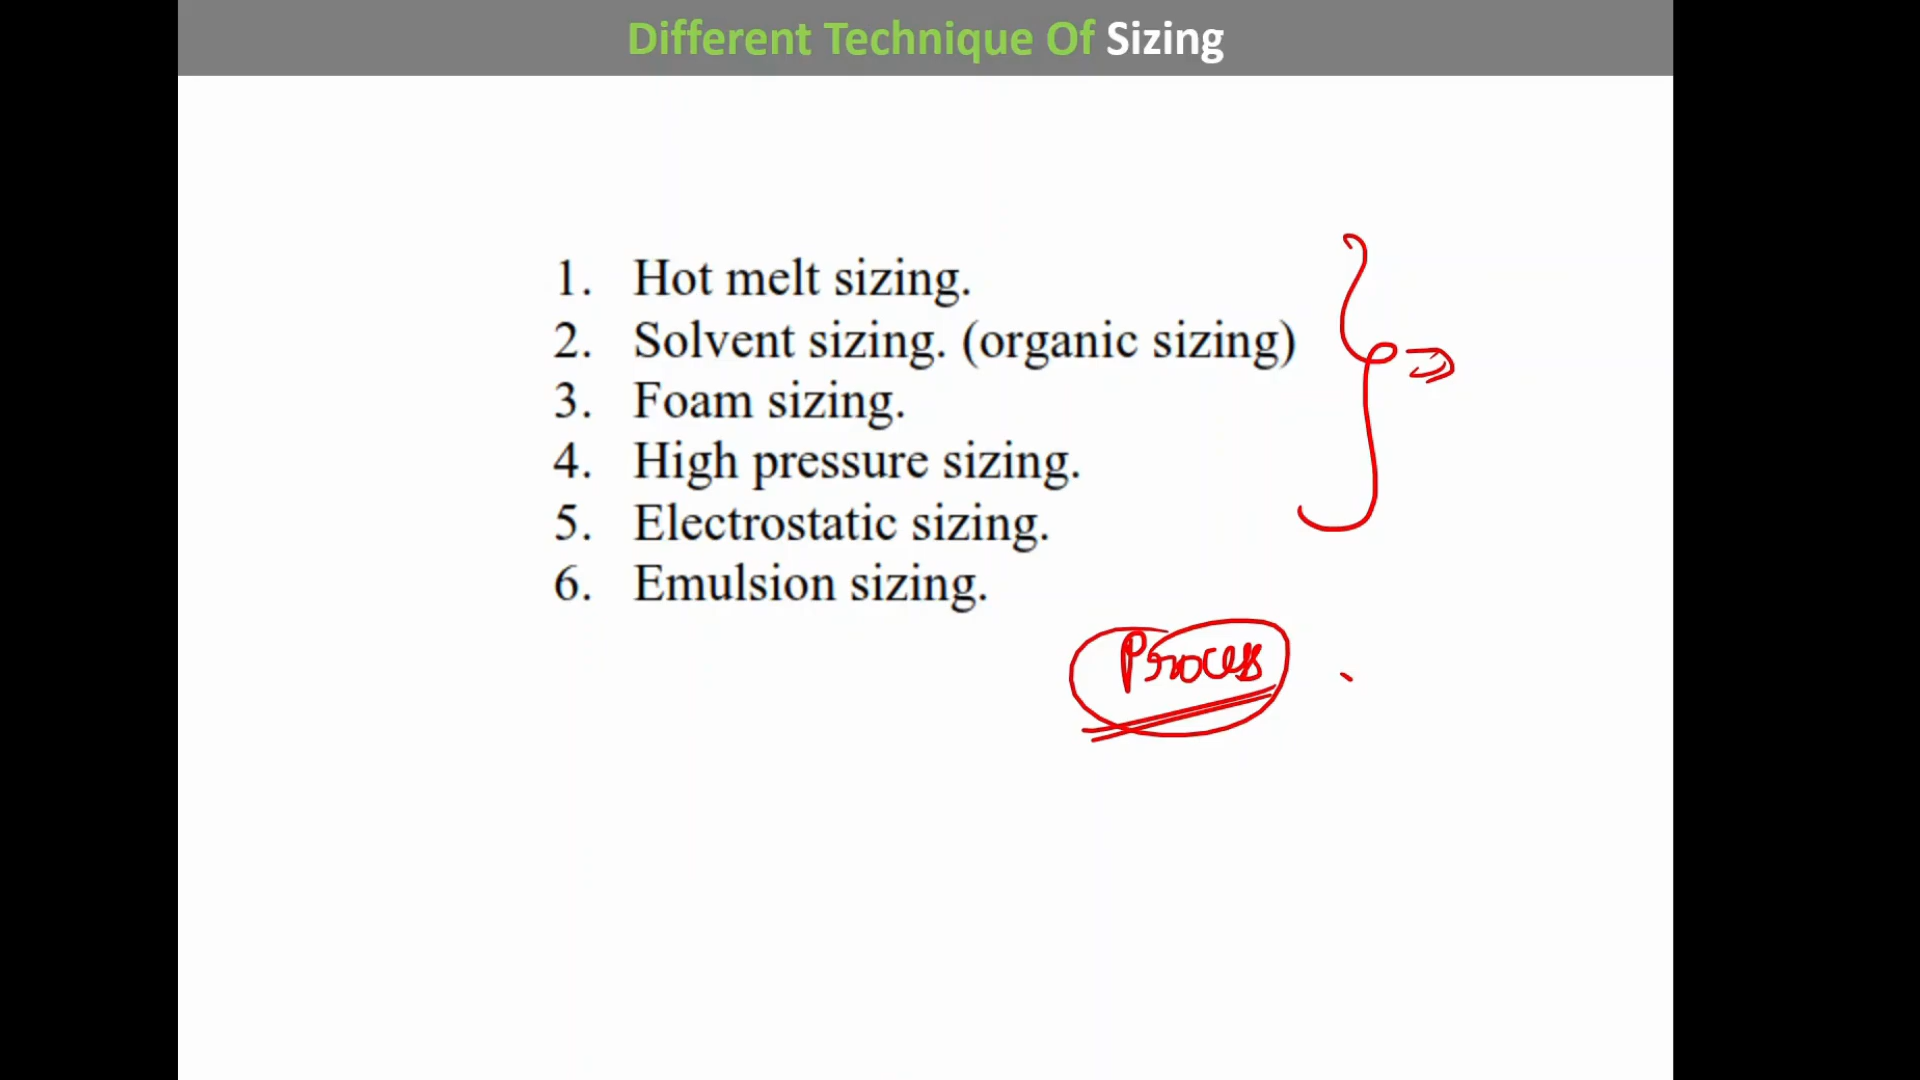 Different Technique Of Sizing
1. Hot melt sizing.
2. Solvent sizing. (organic sizing)
3. Foam sizing.
4. High pressure sizing.
5. Electrostatic sizing.
6. Emulsion sizing.
Process